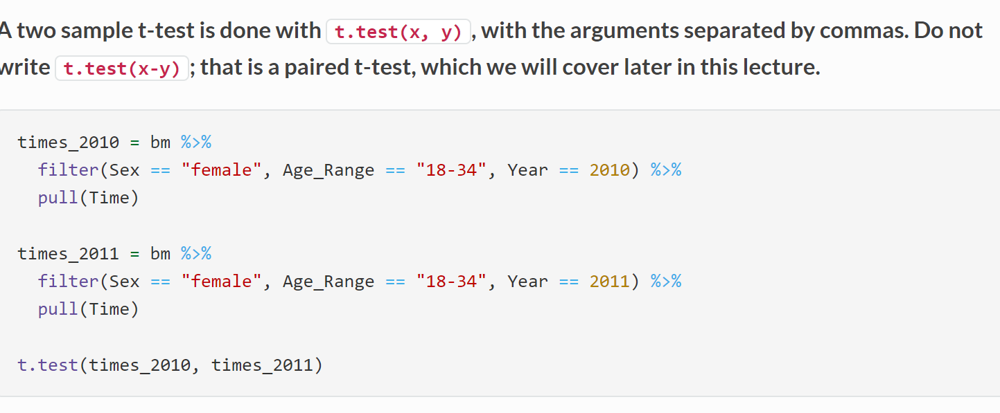 A two sample t-test is done with t.test(x, y), with the arguments separated by commas. Do not
write t.test(x-y); that is a paired t-test, which we will cover later in this lecture.
times_2010 = bm %>%
  filter(Sex == "female", Age_Range == "18-34", Year == 2010) %>%
  pull(Time)
times_2011 = bm %>%
  filter(Sex == "female", Age_Range == "18-34", Year == 2011) %>%
  pull(Time)
t.test(times_2010, times_2011)